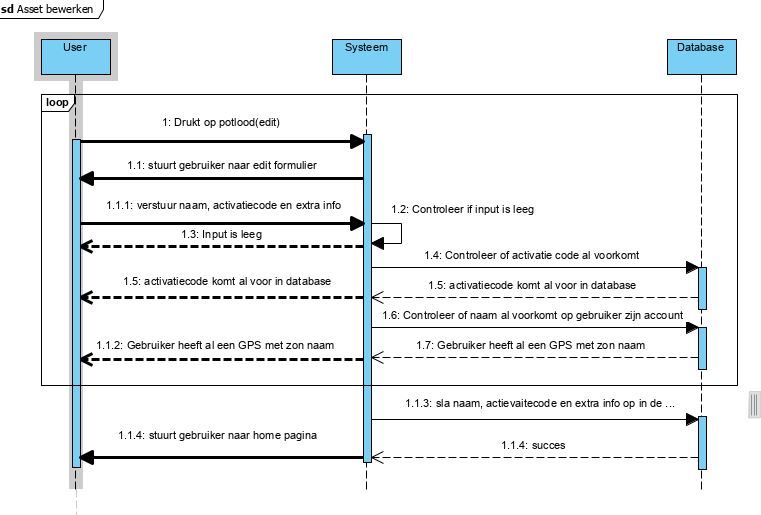 sd Asset bewerken
User
Systeem
Database
loop
1: Drukt op potlood(edit)
1.1: stuurt gebruiker naar edit formulier
1.1.1: verstuur naam, activatiecode en extra info
1.2: Controleer if input is leeg
1.3: Input is leeg
1.4: Controleer of activatie code al voorkomt
1.5: activatiecode komt al voor in database
1.5: activatiecode komt al voor in database
1.6: Controleer of naam al voorkomt op gebruiker zijn account
1.1.2: Gebruiker heeft al een GPS met zon naam
1.7: Gebruiker heeft al een GPS met zon naam
1.1.3: sla naam, actievaitecode en extra info op in de ...
1.1.4: stuurt gebruiker naar home pagina
1.1.4: succes